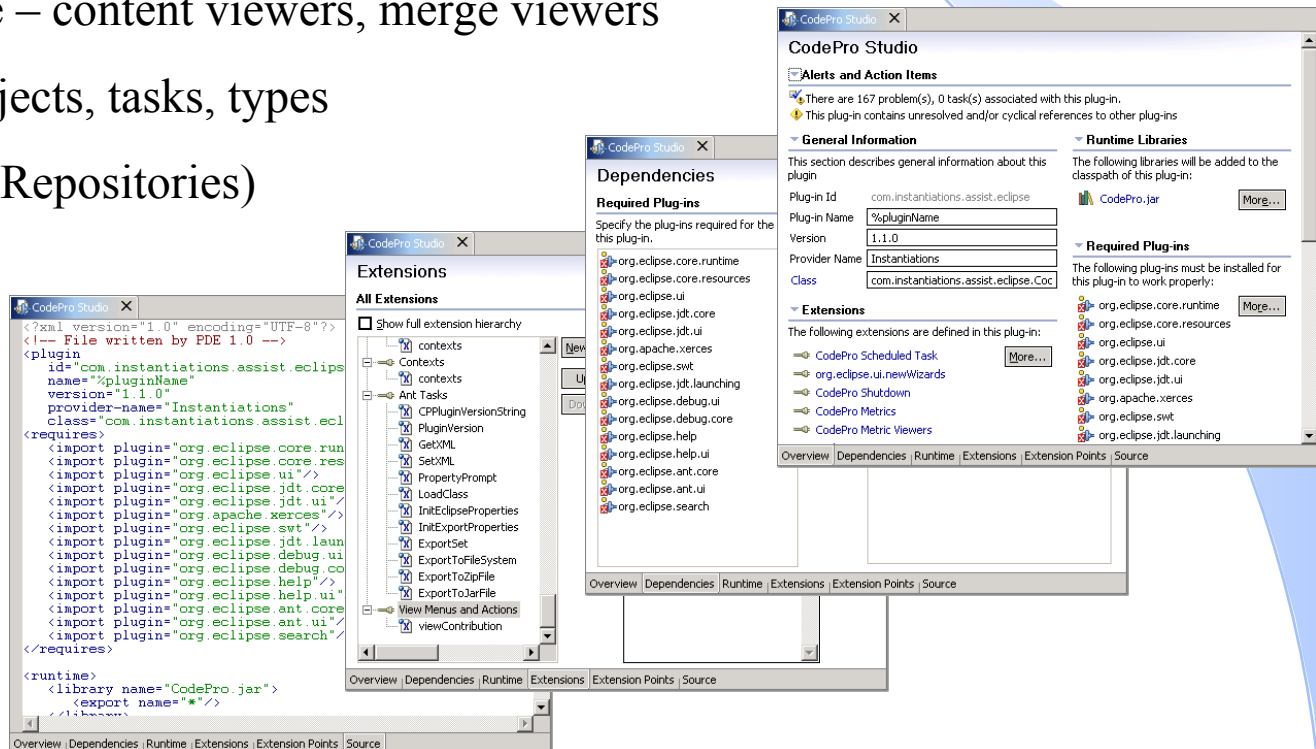 – content viewers, merge viewers
tasks, types
Repositories)
CodePro Studio
CodePro Studio
Alerts and Action Items
There are 167 problem(s), 0 task(s) associated with this plug-in.
This plug-in contains unresolved and/or cyclical references to other plug-ins
General Information
This section describes general information about this
plugin
Plug-in Id com.instantiations.assist.eclipse
Plug-in Name %pluginName
Version 1.1.0
Provider Name Instantiations
Class com.instantiations.assist.eclipse.Coc
Extensions
The following extensions are defined in this plug-in:
CodePro Scheduled Task More...
org.eclipse.ui.newWizards
CodePro Shutdown
CodePro Metrics
CodePro Metric Viewers
Runtime Libraries
The following libraries will be added to the
classpath of this plug-in:
CodePro.jar More...
Required Plug-ins
The following plug-ins must be installed for
this plug-in to work properly:
org.eclipse.core.runtime More...
org.eclipse.core.resources
org.eclipse.ui
org.eclipse.jdt.core
org.eclipse.jdt.ui
org.apache.xerces
org.eclipse.swt
org.eclipse.jdt.launching
Overview Dependencies Runtime Extensions Extension Points Source
CodePro Studio
Dependencies
Required Plug-ins
Specify the plug-ins required for the
this plug-in.
org.eclipse.core.runtime
org.eclipse.core.resources
org.eclipse.ui
org.eclipse.jdt.core
org.eclipse.jdt.ui
org.apache.xerces
org.eclipse.swt
org.eclipse.jdt.launching
org.eclipse.debug.ui
org.eclipse.debug.core
org.eclipse.help
org.eclipse.help.ui
org.eclipse.ant.core
org.eclipse.ant.ui
org.eclipse.search
Overview Dependencies Runtime Extensions Extension Points Source
CodePro Studio
Extensions
All Extensions
Show full extension hierarchy
contexts
Contexts
contexts
Ant Tasks
CPPluginVersionString
PluginVersion
GetXML
SetXML
PropertyPrompt
LoadClass
InitEclipseProperties
InitExportProperties
ExportSet
ExportToFileSystem
ExportToZipFile
ExportToJarFile
View Menus and Actions
viewContribution
New
Overview Dependencies Runtime Extensions Extension Points Source
CodePro Studio
<?xml version="1.0" encoding="UTF-8"?>
<!-- File written by PDE 1.0 -->
<plugin
id="com.instantiations.assist.eclips
name="%pluginName"
version="1.1.0"
provider-name="Instantiations"
class="com.instantiations.assist.ecl
<requires>
<import plugin="org.eclipse.core.run
<import plugin="org.eclipse.core.res
<import plugin="org.eclipse.ui"/>
<import plugin="org.eclipse.jdt.core
<import plugin="org.eclipse.jdt.ui"/
<import plugin="org.apache.xerces"/>
<import plugin="org.eclipse.swt"/>
<import plugin="org.eclipse.jdt.laun
<import plugin="org.eclipse.debug.ui
<import plugin="org.eclipse.debug.co
<import plugin="org.eclipse.help"/>
<import plugin="org.eclipse.help.ui"
<import plugin="org.eclipse.ant.core
<import plugin="org.eclipse.ant.ui"/
<import plugin="org.eclipse.search"/
</requires>
<runtime>
<library name="CodePro.jar">
<export name="*"/>
</library>
Overview Dependencies Runtime Extensions Extension Points Source